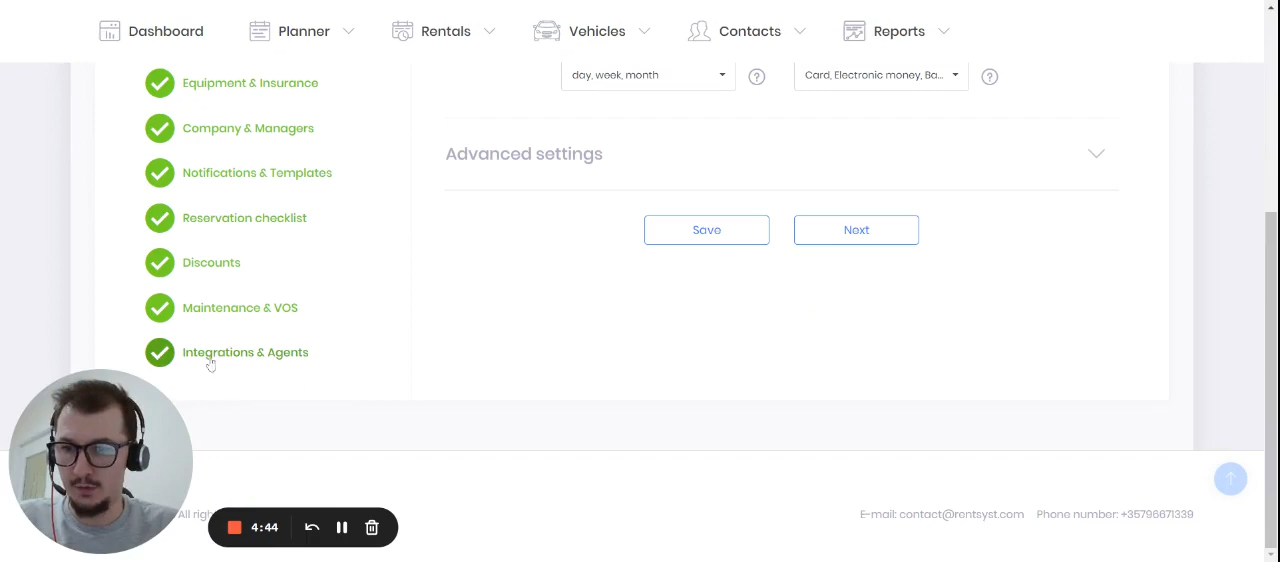 Dashboard
Planner
Rentals
Vehicles
Contacts
Reports
Equipment & Insurance
Company & Managers
Notifications & Templates
Reservation checklist
Discounts
Maintenance & VOS
Integrations & Agents
day, week, month
?
Card, Electronic money, Ba...
?
Advanced settings
Save
Next
All
E-mail: contact@rentsyst.com
Phone number: +35796671339
4:44